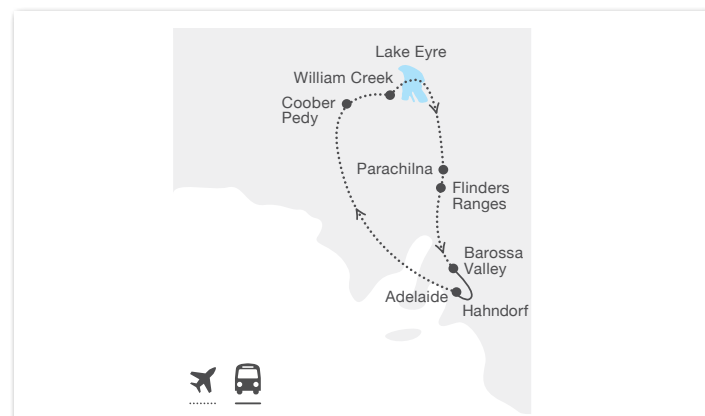 Lake Eyre
William Creek
Coober
Pedy
Parachilna
Flinders
Ranges
Barossa
Valley
Adelaide
Hahndorf